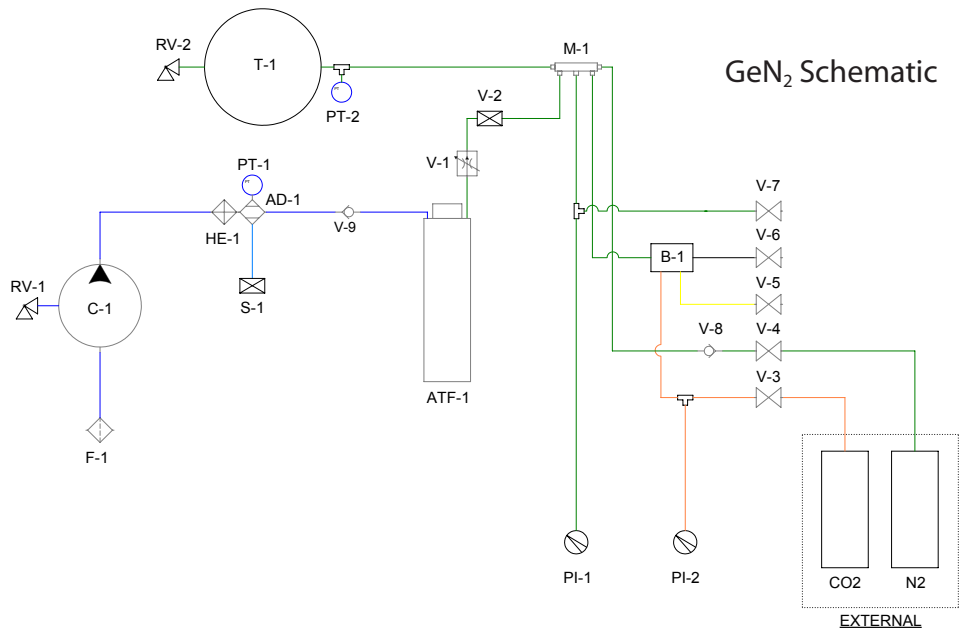 RV-2
T-1
M-1
GeN₂ Schematic
V-2
PT-2
V-1
PT-1
AD-1
V-7
HE-1
V-9
V-6
B-1
RV-1
C-1
S-1
V-5
V-8
V-4
V-3
ATF-1
F-1
PI-1
PI-2
CO2
N2
EXTERNAL